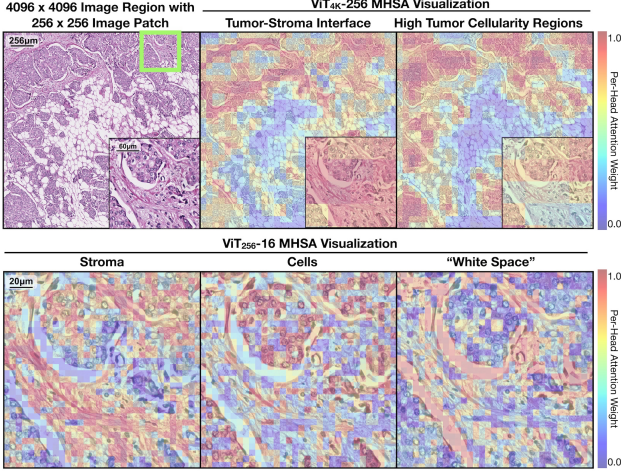 4096 x 4096 Image Region with
256 x 256 Image Patch
ViT4K-256 MHSA Visualization
Tumor-Stroma Interface
High Tumor Cellularity Regions
256μm
60μm
1.0
Per-Head Attention Weight
0.0
ViT256-16 MHSA Visualization
Stroma
Cells
“White Space”
20μm
1.0
Per-Head Attention Weight
0.0